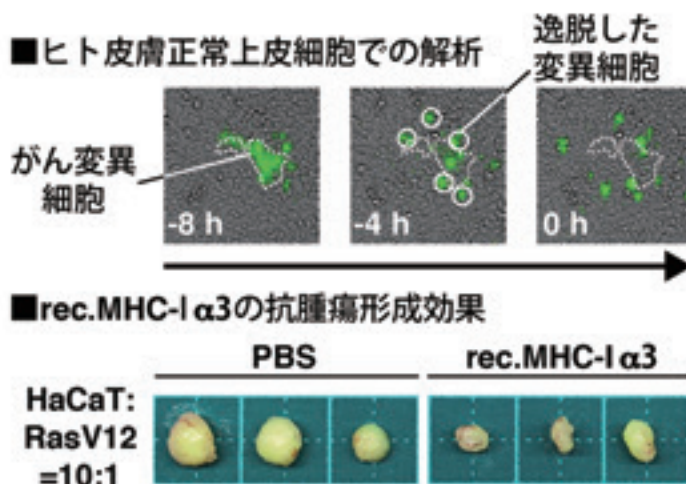 ■ヒト皮膚正常上皮細胞での解析
逸脱した
変異細胞
がん変異
細胞
-8 h
-4 h
0 h
■rec.MHC-I α3の抗腫瘍形成効果
PBS
rec.MHC-I α3
HaCaT:
RasV12
=10:1